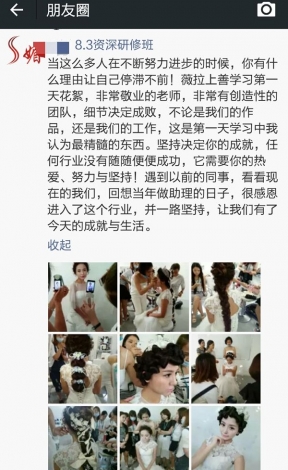 朋友圈
婚
8.3资深研修班
当这么多人在不断努力进步的时候，你有什
么理由让自己停滞不前！薇拉上善学习第一
天花絮，非常敬业的老师，非常有创造性的
团队，细节决定成败，不论是我们的作
品，还是我们的工作，这是第一天学习中我
认为最精髓的东西。坚持决定你的成就，任
何行业没有随随便便成功，它需要你的热
爱、努力与坚持！遇到以前的同事，看看现
在的我们，回想当年做助理的日子，很感恩
进入了这个行业，并一路坚持，让我们有了
今天的成就与生活。
收起